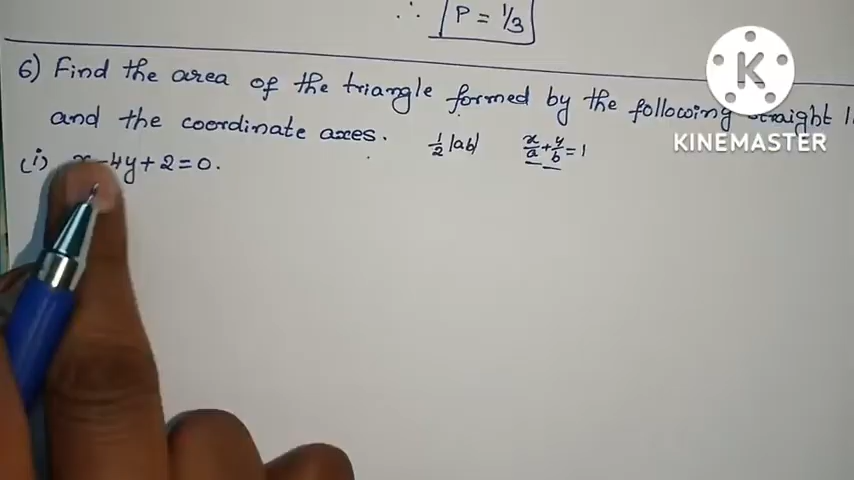 ∴ P = 1/3
6) Find the area of the triangle formed by the following straight
and the coordinate axes. 1/2 |ab| x/a + y/b = 1
(i) x - 4y + 2 = 0.
K
KINEMASTER